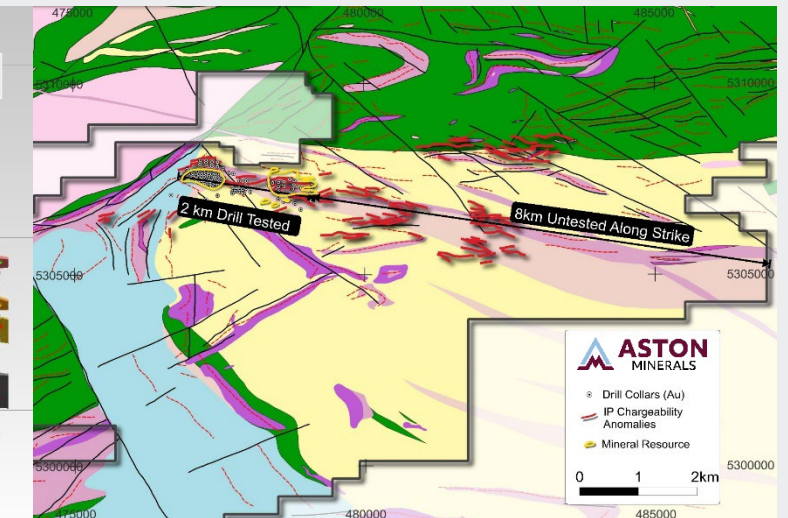 475000
480000
485000
5310000
5310000
2 km Drill Tested
8km Untested Along Strike
5305000
5305000
ASTON
MINERALS
Drill Collars (Au)
IP Chargeability
Anomalies
Mineral Resource
0 1 2km
5300000
5300000
475000
480000
485000